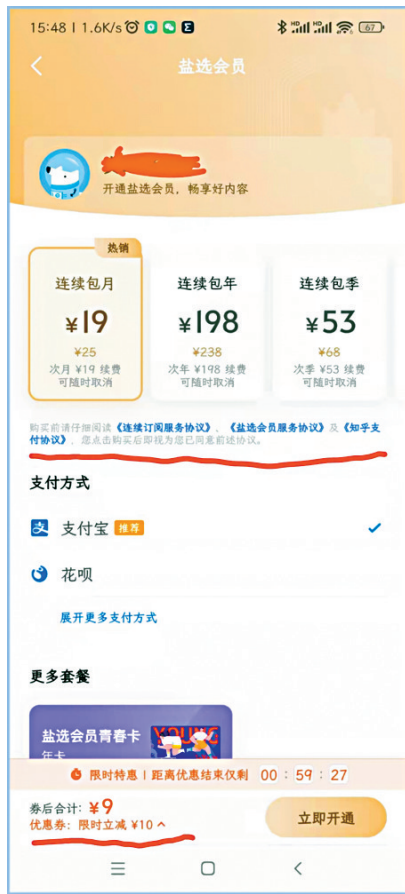 15:48 | 1.6K/s
HD HD 67
盐选会员
开通盐选会员，畅享好内容
热销
连续包月 连续包年 连续包季
¥19 ¥198 ¥53
¥25 ¥238 ¥68
次月 ¥19 续费 次年 ¥198 续费 次季 ¥53 续费
可随时取消 可随时取消 可随时取消
购买前请仔细阅读《连续订阅服务协议》、《盐选会员服务协议》及《知乎支
付协议》，您点击购买后即视为您已同意前述协议。
支付方式
支 支付宝 推荐
花呗
展开更多支付方式
更多套餐
盐选会员青春卡
YOUNG
年卡
限时特惠 | 距离优惠结束仅剩 00 : 59 : 27
券后合计: ¥9
优惠券: 限时立减 ¥10
立即开通